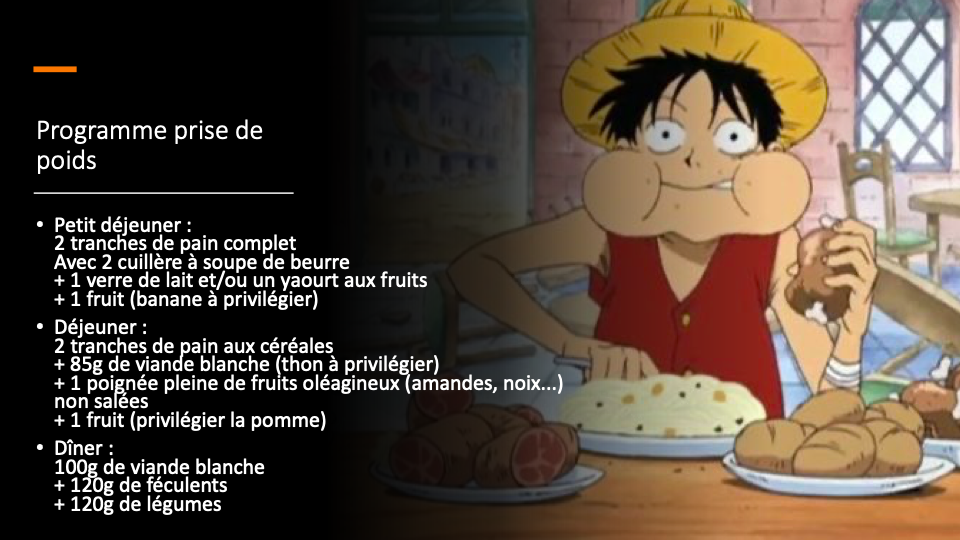 Programme prise de
poids
• Petit déjeuner :
2 tranches de pain complet
Avec 2 cuillère à soupe de beurre
+ 1 verre de lait et/ou un yaourt aux fruits
+ 1 fruit (banane à privilégier)
• Déjeuner :
2 tranches de pain aux céréales
+ 85g de viande blanche (thon à privilégier)
+ 1 poignée pleine de fruits oléagineux (amandes, noix...)
non salées
+ 1 fruit (privilégier la pomme)
• Dîner :
100g de viande blanche
+ 120g de féculents
+ 120g de légumes